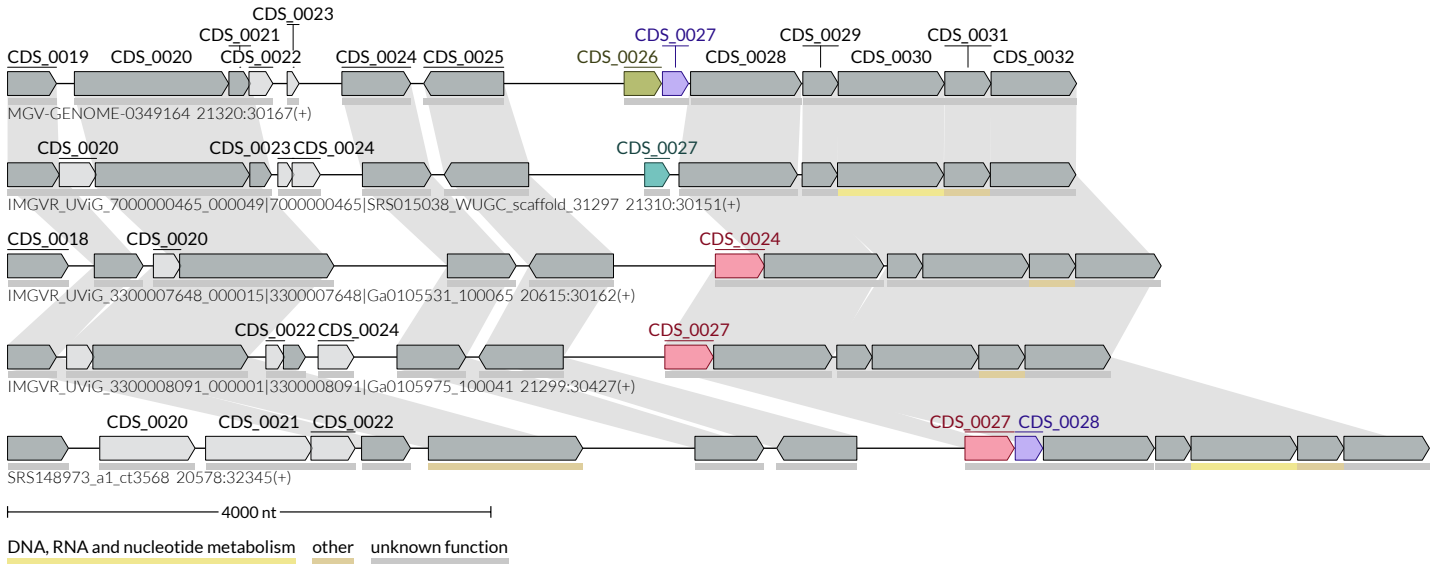 CDS_0023
CDS_0021 CDS_0027 CDS_0029 CDS_0031
CDS_0019 CDS_0020 CDS_0022 CDS_0024 CDS_0025 CDS_0026 CDS_0028 CDS_0030 CDS_0032
MGV-GENOME-0349164 21320:30167(+)
CDS_0020 CDS_0023 CDS_0024 CDS_0027
IMGVR_UViG_7000000465_000049|7000000465|SRS015038_WUGC_scaffold_31297 21310:30151(+)
CDS_0018 CDS_0020 CDS_0024
IMGVR_UViG_3300007648_000015|3300007648|Ga0105531_100065 20615:30162(+)
CDS_0022 CDS_0024 CDS_0027
IMGVR_UViG_3300008091_000001|3300008091|Ga0105975_100041 21299:30427(+)
CDS_0020 CDS_0021 CDS_0022 CDS_0027 CDS_0028
SRS148973_a1_ct3568 20578:32345(+)
4000 nt
DNA, RNA and nucleotide metabolism other unknown function